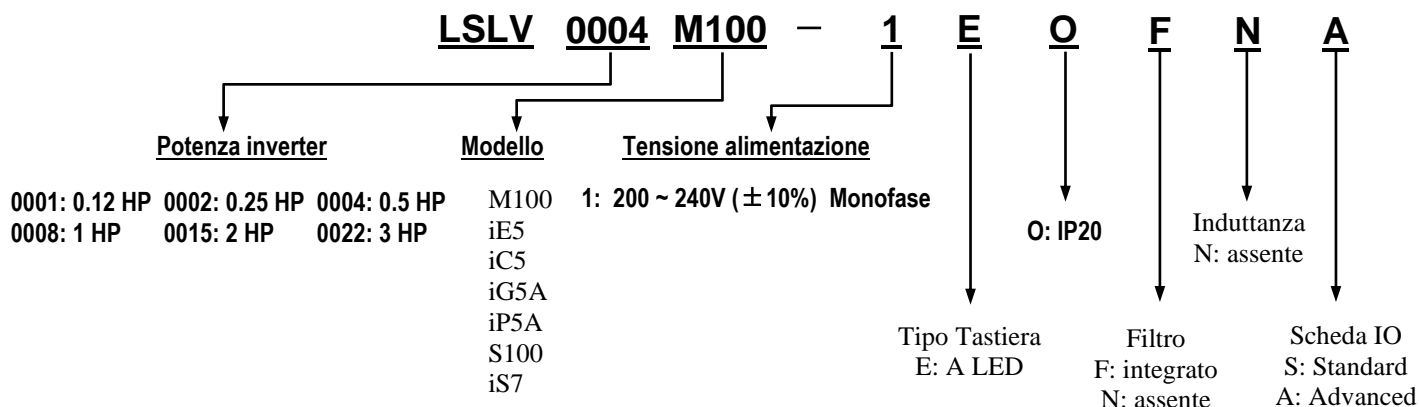 LSLV 0004 M100 – 1 E O F N A
Potenza inverter
0001: 0.12 HP 0002: 0.25 HP 0004: 0.5 HP
0008: 1 HP 0015: 2 HP 0022: 3 HP
Modello
M100
iE5
iC5
iG5A
iP5A
S100
iS7
Tensione alimentazione
1: 200 ~ 240V (±10%) Monofase
Tipo Tastiera
E: A LED
O: IP20
Filtro
F: integrato
N: assente
Induttanza
N: assente
Scheda IO
S: Standard
A: Advanced